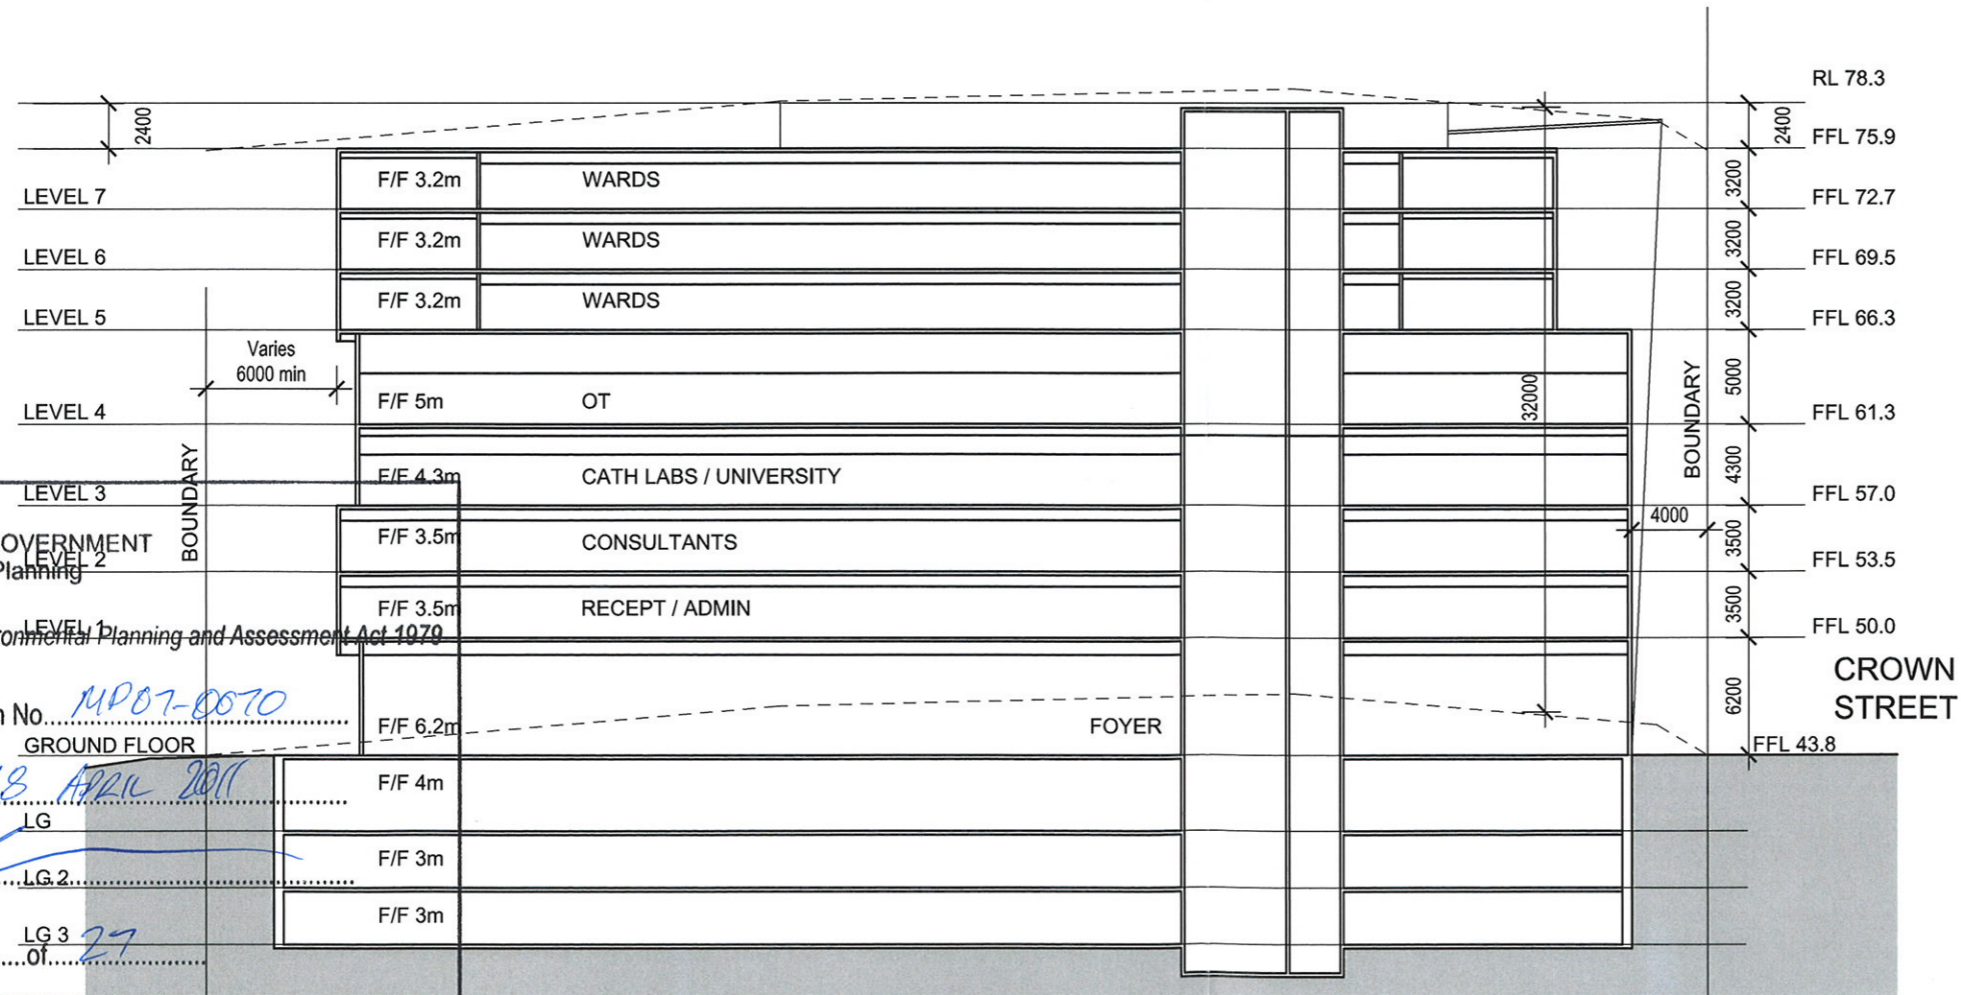 RL 78.3
2400
2400
FFL 75.9
LEVEL 7
F/F 3.2m WARDS
3200
FFL 72.7
LEVEL 6
F/F 3.2m WARDS
3200
FFL 69.5
LEVEL 5
F/F 3.2m WARDS
3200
FFL 66.3
Varies
6000 min
LEVEL 4
F/F 5m OT
32000
5000
FFL 61.3
BOUNDARY
BOUNDARY
LEVEL 3
F/F 4.3m CATH LABS / UNIVERSITY
4300
FFL 57.0
4000
OVERNMENT
LEVEL 2
Planning
F/F 3.5m CONSULTANTS
3500
FFL 53.5
LEVEL 1
F/F 3.5m RECEPT / ADMIN
3500
FFL 50.0
ronmental Planning and Assessment Act 1979
CROWN
STREET
n No. MP07-0070
GROUND FLOOR
F/F 6.2m FOYER
6200
FFL 43.8
8 APRIL 2011
F/F 4m
LG
F/F 3m
LG 2
F/F 3m
LG 3
of 27